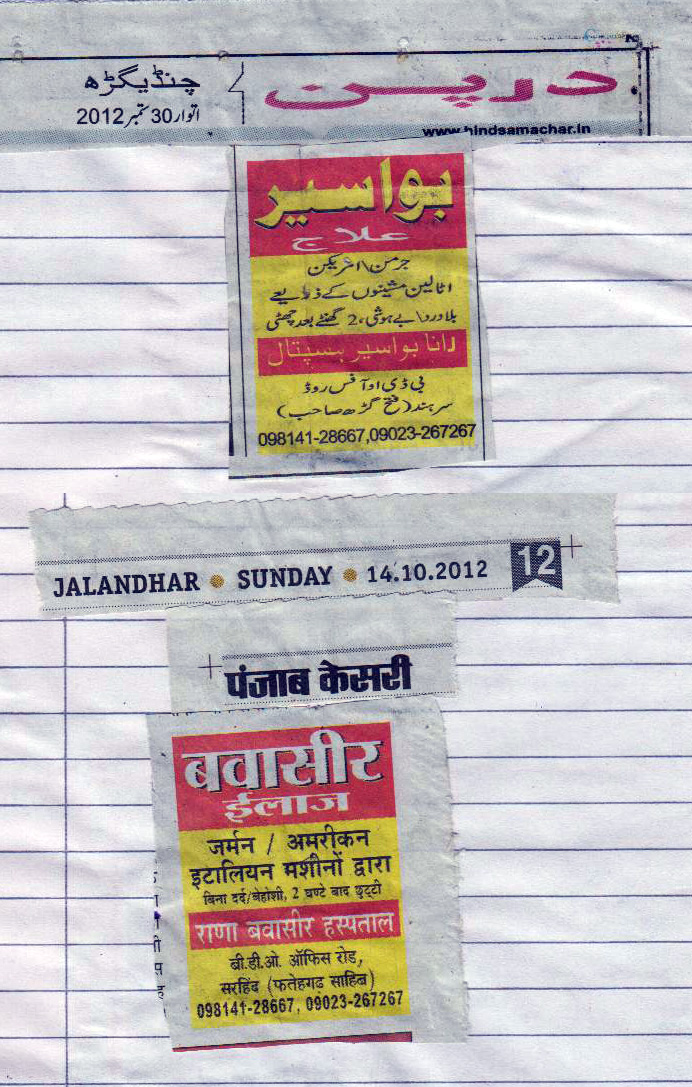 درپن
چنڈیگڑھ
اتوار 30 ستمبر 2012
www.hindsamachar.in
بواسیر
علاج
جرمن\امریکن
اٹالین مشینوں کے ذریعے
بلا درد\بے ہوشی، 2 گھنٹے بعد چھٹی
رانا بواسیر ہسپتال
بی ڈی او آفس روڈ
سرہند (فتح گڑھ صاحب)
098141-28667,09023-267267
JALANDHAR • SUNDAY • 14.10.2012 12
पंजाब केसरी
बवासीर
ईलाज
जर्मन / अमरीकन
इटालियन मशीनों द्वारा
बिना दर्द/बेहोशी, 2 घण्टे बाद छुट्टी
राणा बवासीर हस्पताल
बी.डी.ओ. ऑफिस रोड,
सरहिंद (फतेहगढ साहिब)
098141-28667, 09023-267267